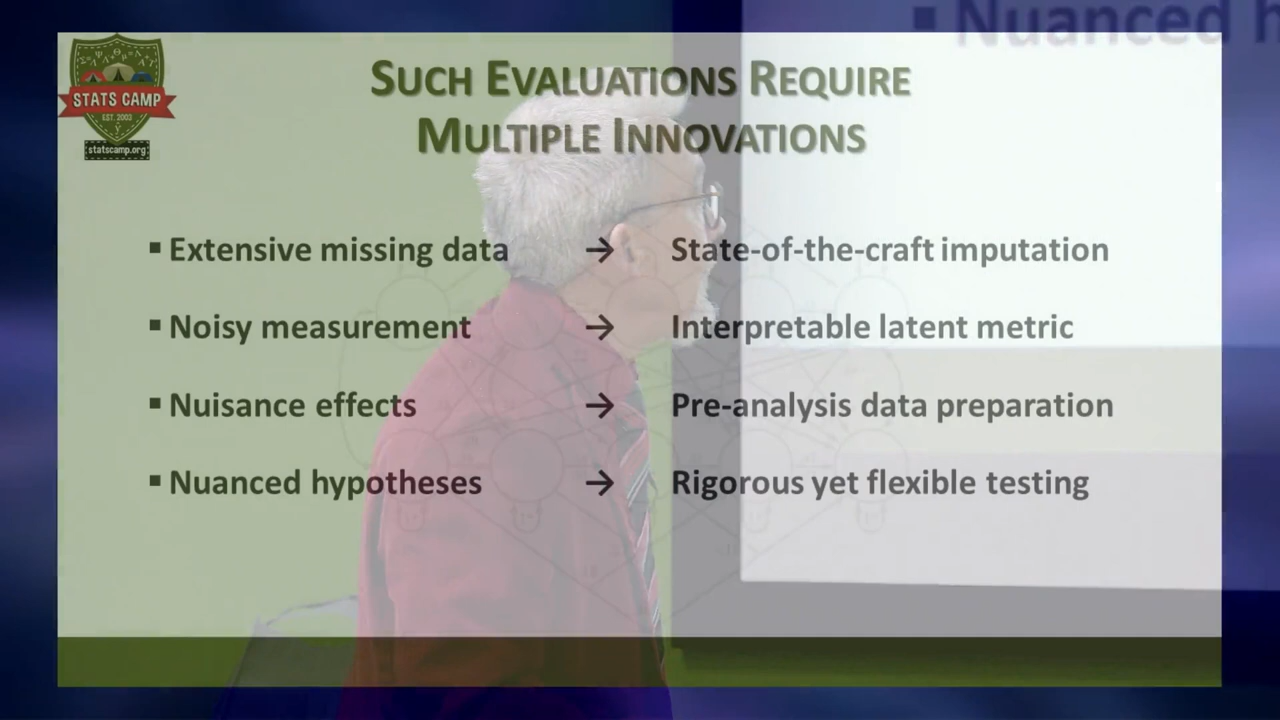 Nuanced
STATS CAMP
EST. 2003
statscamp.org
SUCH EVALUATIONS REQUIRE
MULTIPLE INNOVATIONS
▪ Extensive missing data → State-of-the-craft imputation
▪ Noisy measurement → Interpretable latent metric
▪ Nuisance effects → Pre-analysis data preparation
▪ Nuanced hypotheses → Rigorous yet flexible testing